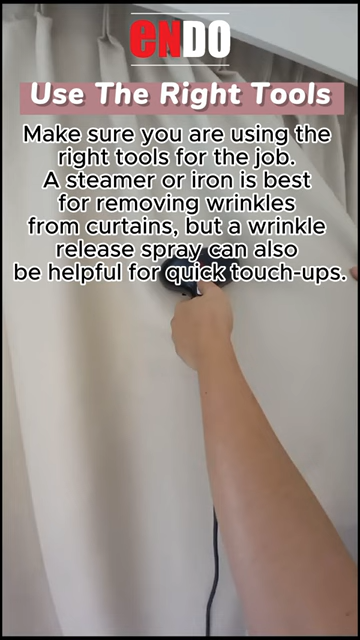 eNDO
Use The Right Tools
Make sure you are using the
right tools for the job.
A steamer or iron is best
for removing wrinkles
from curtains, but a wrinkle
release spray can also
be helpful for quick touch-ups.